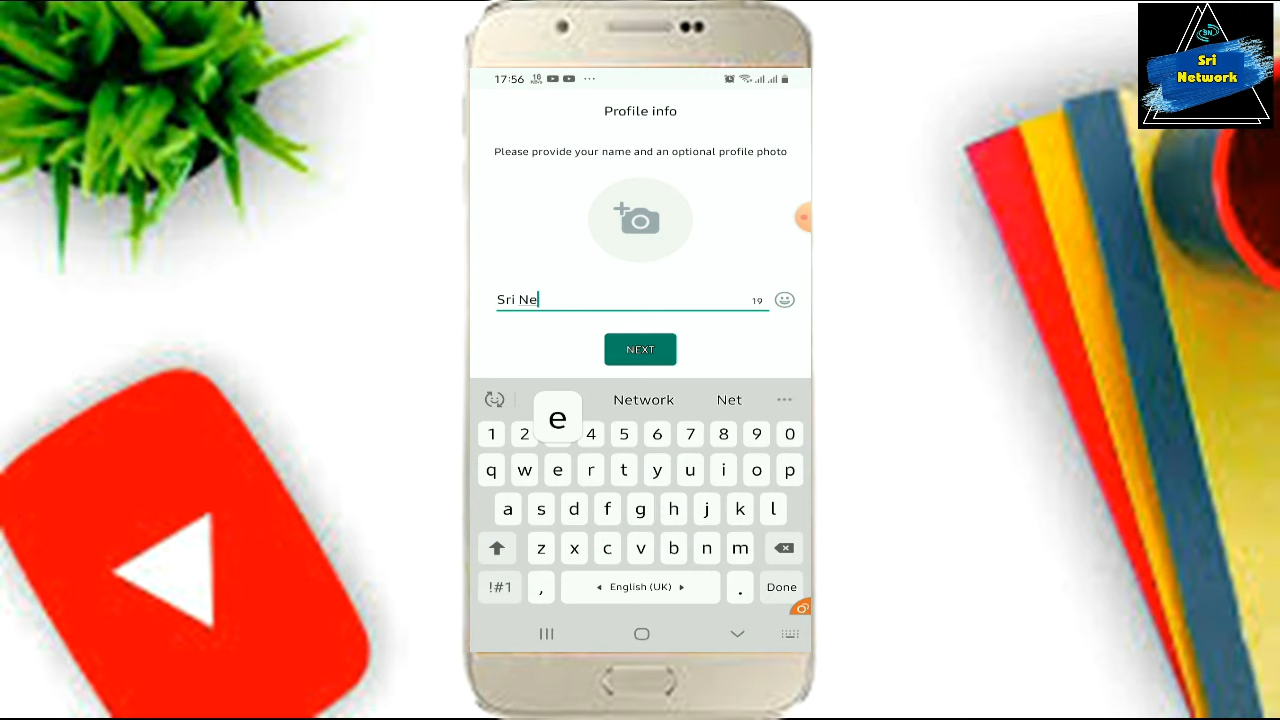 Sri
Network
17:56
Profile info
Please provide your name and an optional profile photo
Sri Ne
19
NEXT
e
Network
Net
1 2 4 5 6 7 8 9 0
q w e r t y u i o p
a s d f g h j k l
z x c v b n m
!#1 , English (UK) . Done